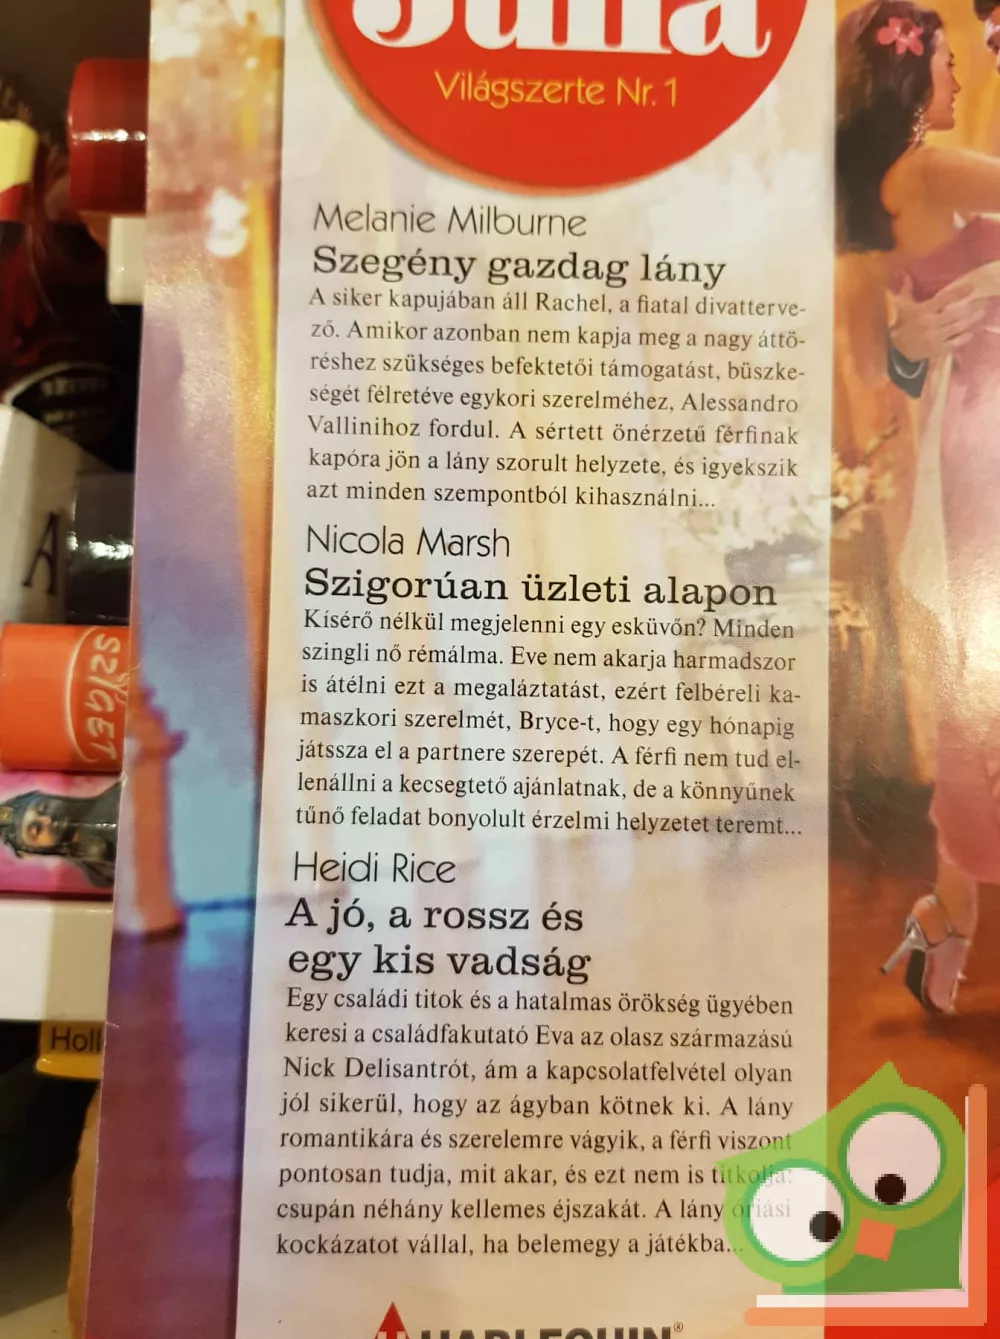 Julia
Világszerte Nr. 1
Melanie Milburne
Szegény gazdag lány
A siker kapujában áll Rachel, a fiatal divatterve-
ző. Amikor azonban nem kapja meg a nagy áttö-
réshez szükséges befektetői támogatást, büszke-
ségét félretéve egykori szerelméhez, Alessandro
Vallinihoz fordul. A sértett önérzetű férfinak
kapóra jön a lány szorult helyzete, és igyekszik
azt minden szempontból kihasználni...
Nicola Marsh
Szigorúan üzleti alapon
Kísérő nélkül megjelenni egy esküvőn? Minden
szingli nő rémálma. Eve nem akarja harmadszor
is átélni ezt a megaláztatást, ezért felbéreli ka-
maszkori szerelmét, Bryce-t, hogy egy hónapig
játssza el a partnere szerepét. A férfi nem tud el-
lenállni a kecsegtető ajánlatnak, de a könnyűnek
tűnő feladat bonyolult érzelmi helyzetet teremt...
Heidi Rice
A jó, a rossz és
egy kis vadság
Egy családi titok és a hatalmas örökség ügyében
keresi a családfakutató Eva az olasz származású
Nick Delisantrót, ám a kapcsolatfelvétel olyan
jól sikerül, hogy az ágyban kötnek ki. A lány
romantikára és szerelemre vágyik, a férfi viszont
pontosan tudja, mit akar, és ezt nem is titkolja:
csupán néhány kellemes éjszakát. A lány óriási
kockázatot vállal, ha belemegy a játékba...
HARLEQUIN®
A
SZIGET
Holl